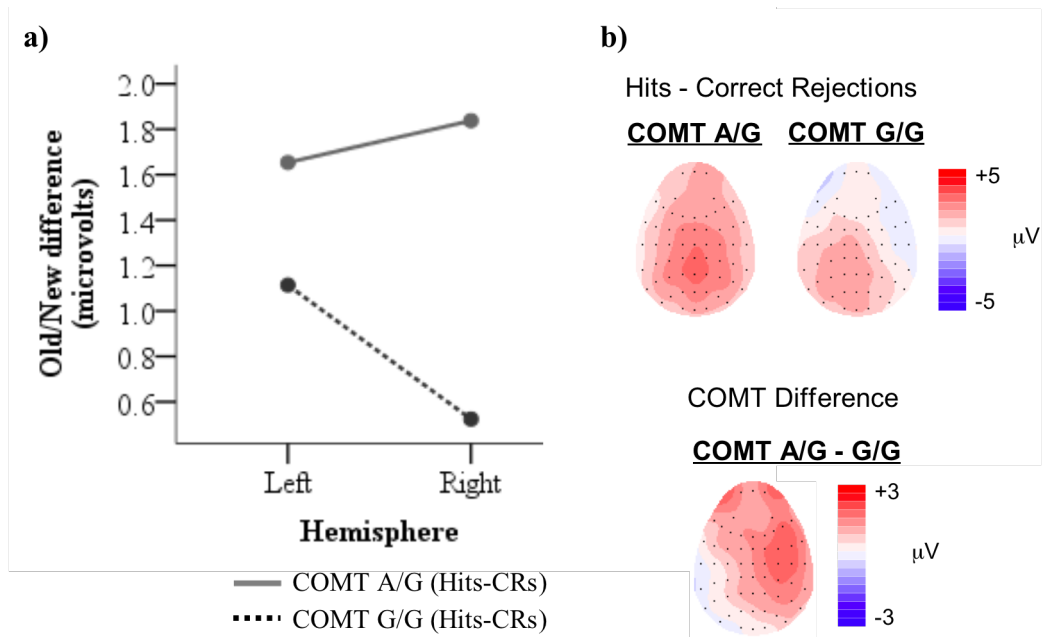 a)
Old/New difference
(microvolts)
2.0
1.8
1.6
1.4
1.2
1.0
0.8
0.6
Left
Right
Hemisphere
COMT A/G (Hits-CRs)
COMT G/G (Hits-CRs)
b)
Hits - Correct Rejections
COMT A/G
COMT G/G
+5
μV
-5
COMT Difference
COMT A/G - G/G
+3
μV
-3